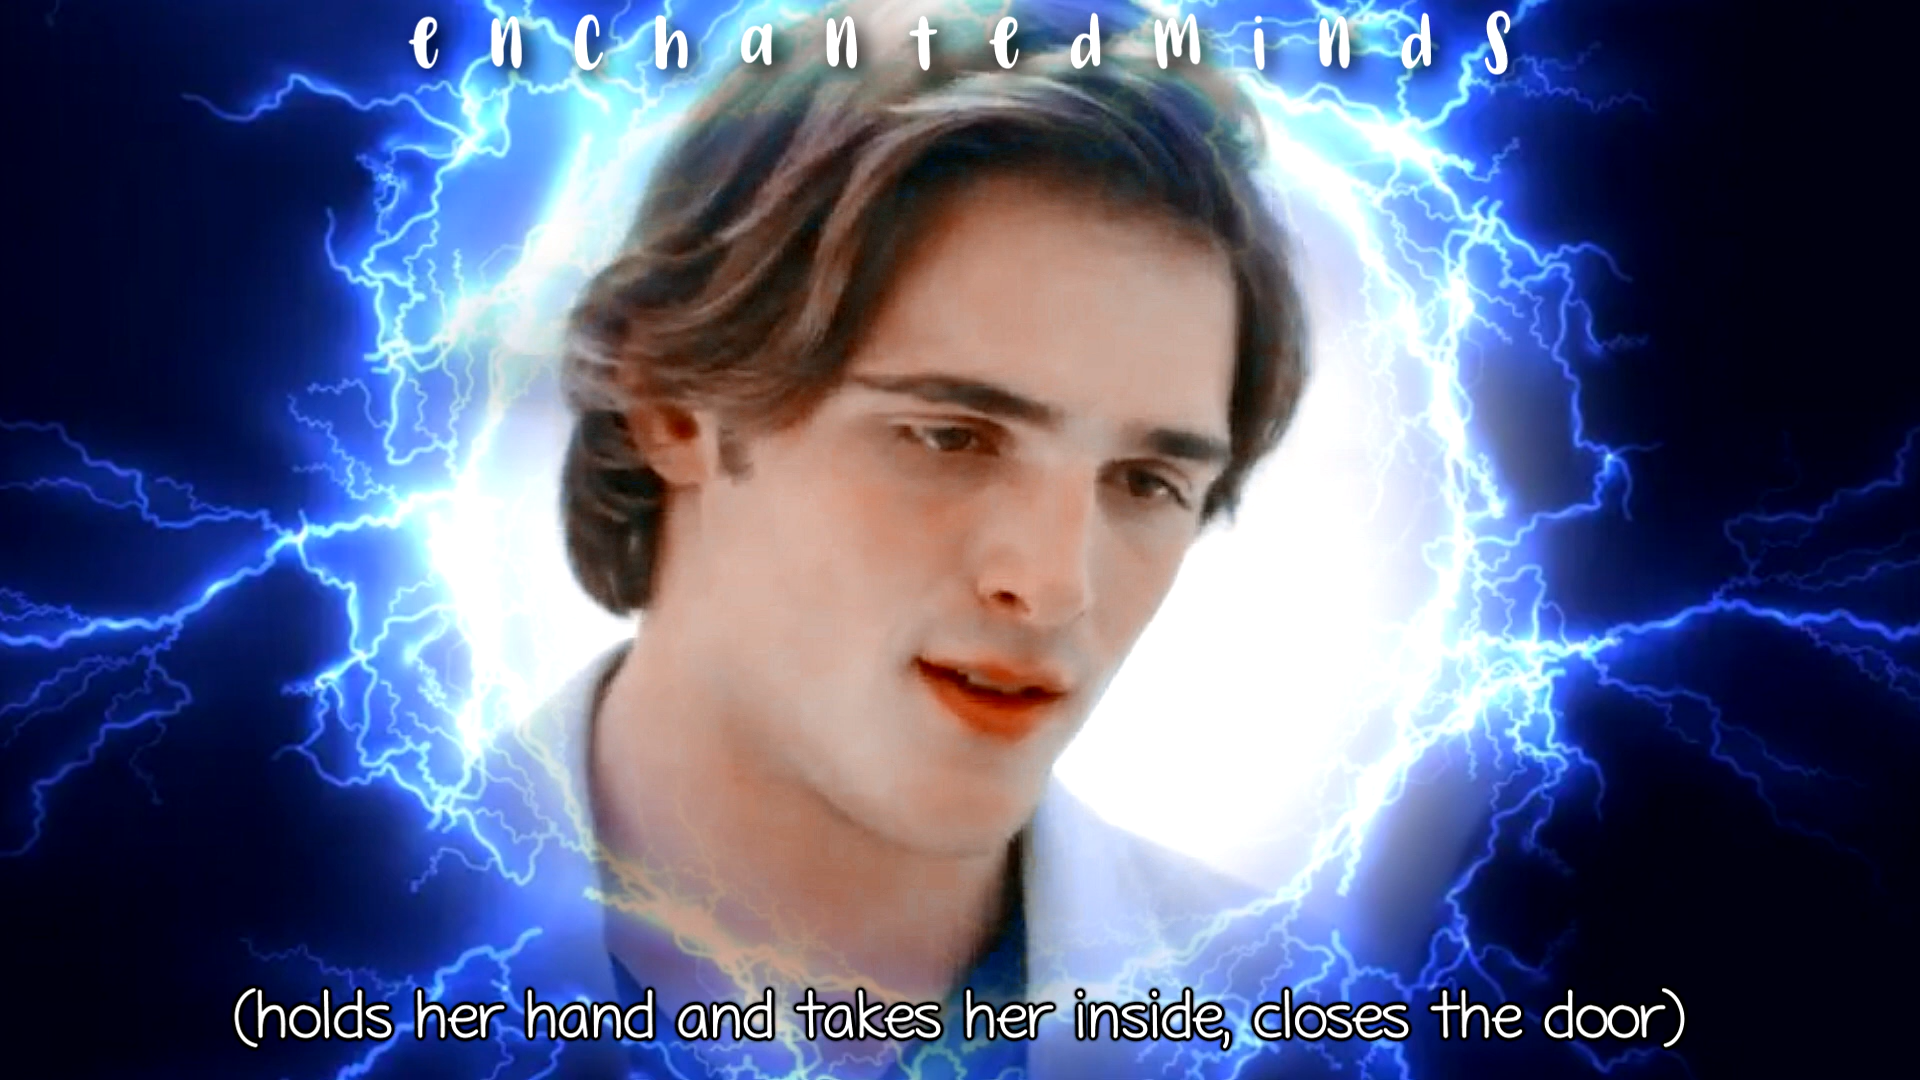 enchantedminds
(holds her hand and takes her inside, closes the door)